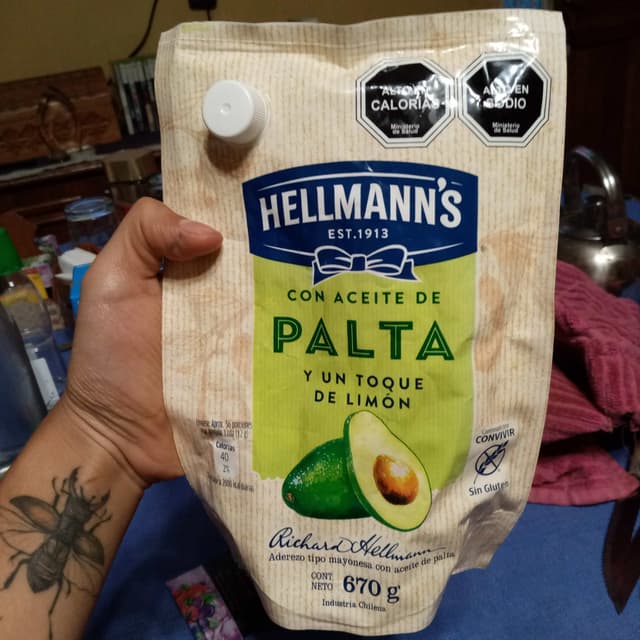 ALTO EN
CALORÍAS
Ministerio
de Salud
ALTO EN
SODIO
Ministerio
de Salud
HELLMANN'S
EST.1913
CON ACEITE DE
PALTA
Y UN TOQUE
DE LIMÓN
Calorías
40
2%
CONVIVIR
Sin Gluten
Richard Hellmann
Aderezo tipo mayonesa con aceite de palta
CONT.
NETO 670 g
Industria Chilena